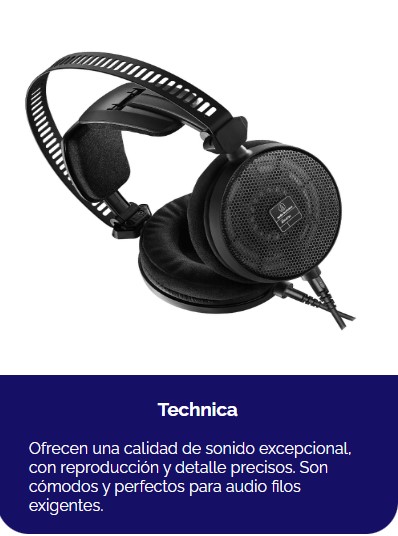 Technica
Ofrecen una calidad de sonido excepcional,
con reproducción y detalle precisos. Son
cómodos y perfectos para audio filos
exigentes.